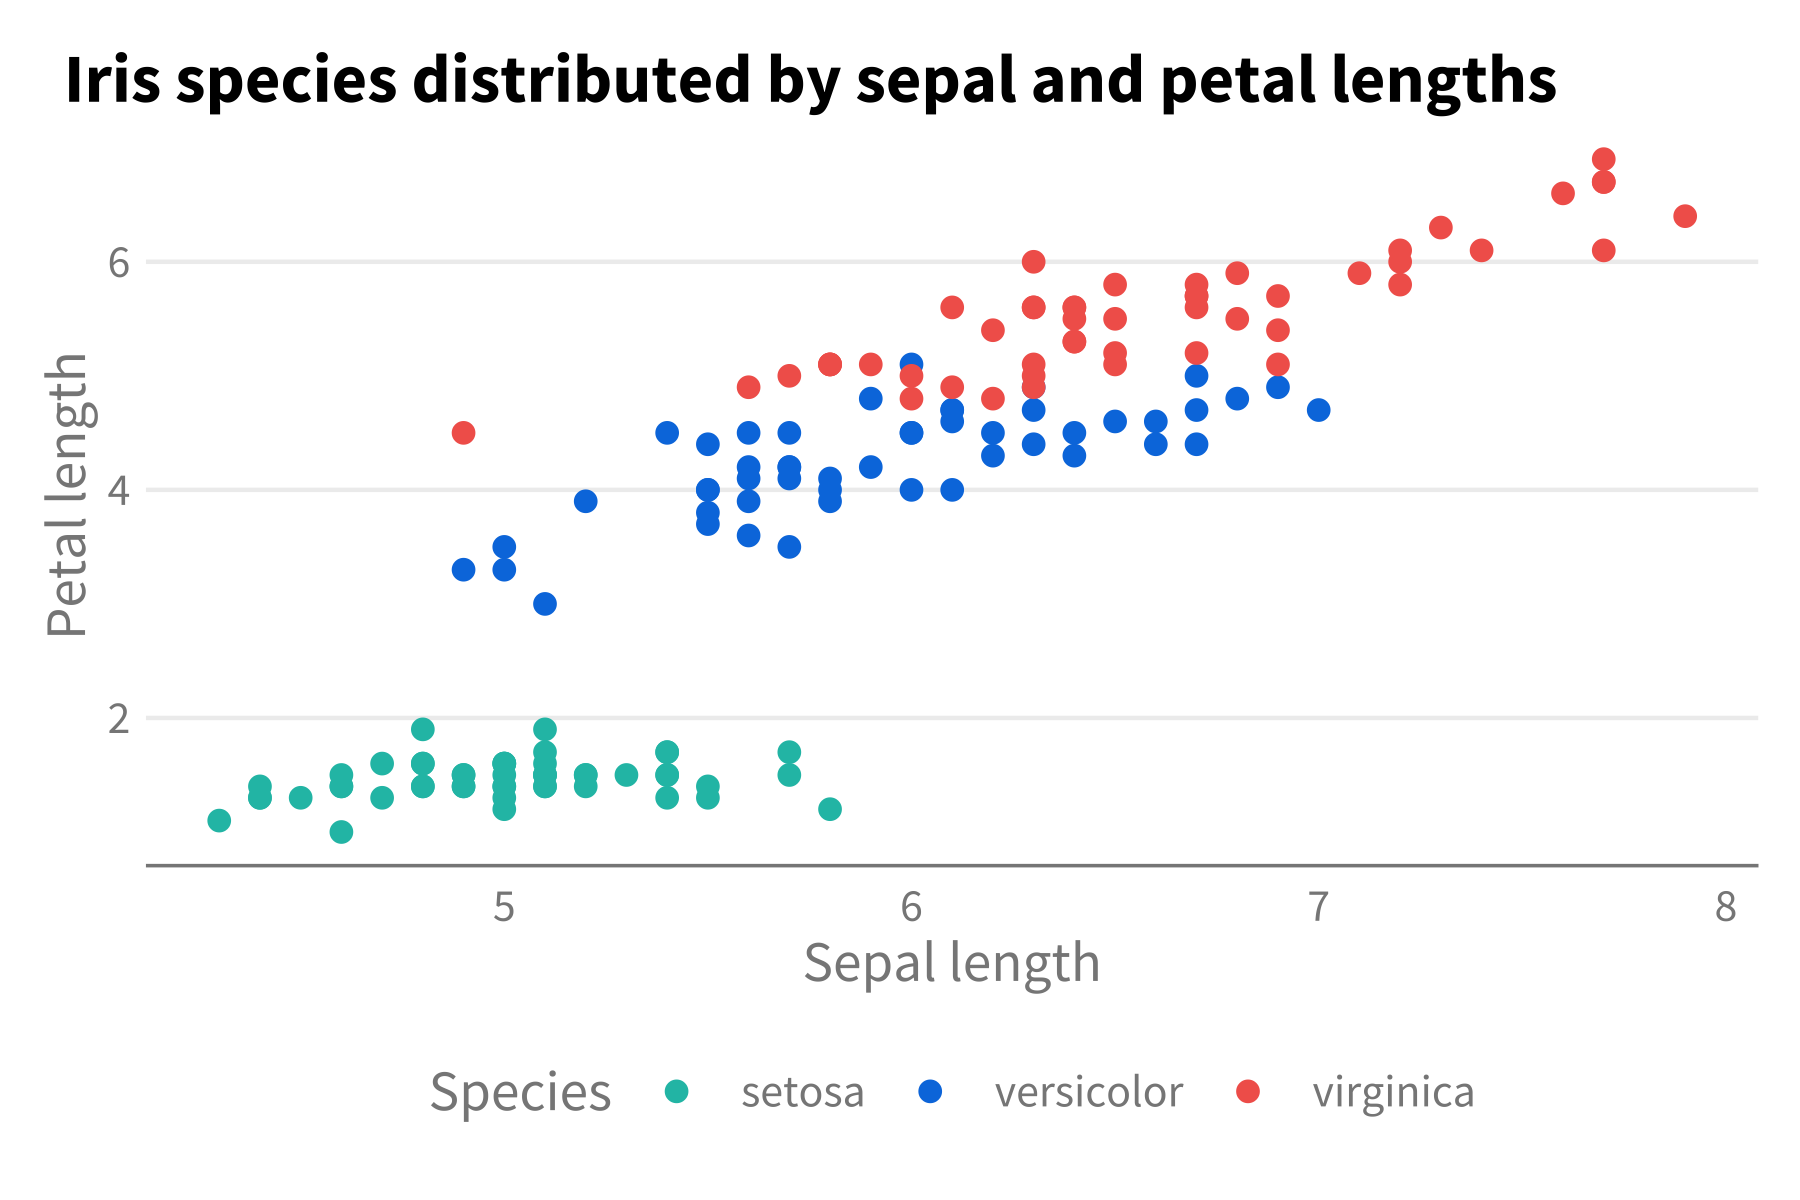 Iris species distributed by sepal and petal lengths
Petal length
6
4
2
5 6 7 8
Sepal length
Species setosa versicolor virginica